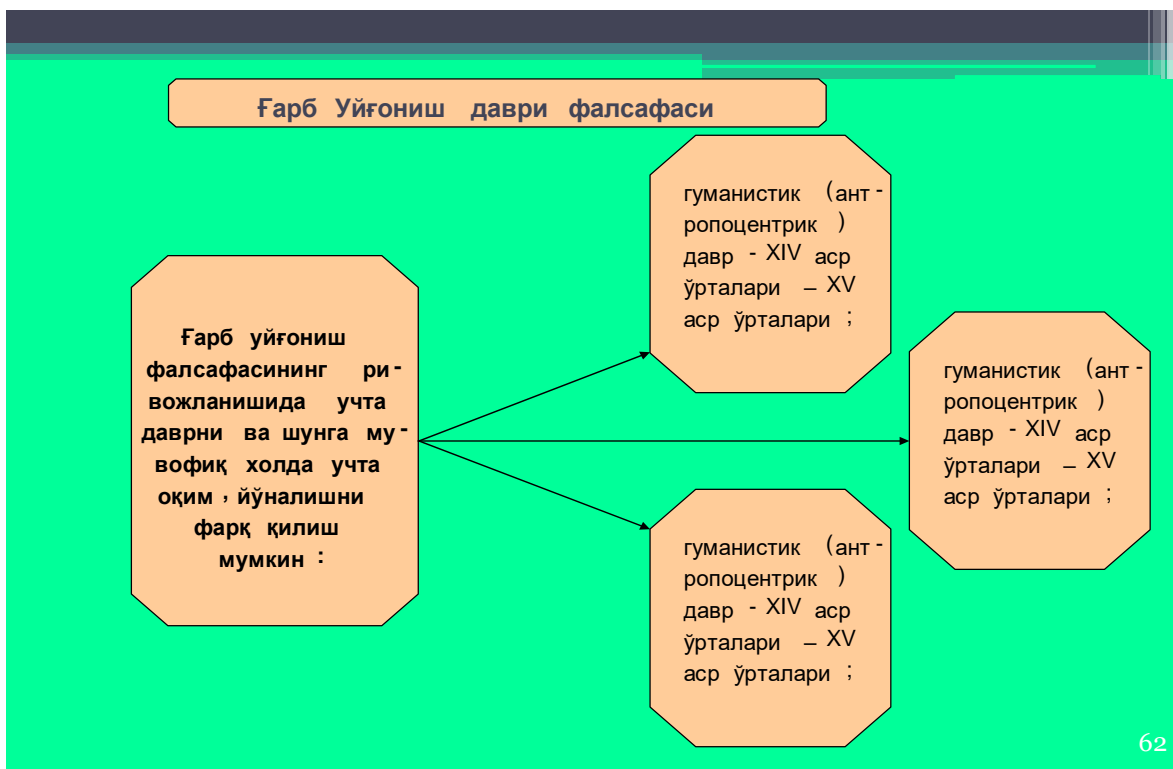 Ғарб Уйғониш даври фалсафаси
гуманистик (ант-
ропоцентрик )
давр - XIV аср
ўрталари – XV
аср ўрталари ;
Ғарб уйғониш
фалсафасининг ри-
вожланишида учта
даврни ва шунга му-
вофиқ холда учта
оқим , йўналишни
фарқ қилиш
мумкин :
гуманистик (ант-
ропоцентрик )
давр - XIV аср
ўрталари – XV
аср ўрталари ;
гуманистик (ант-
ропоцентрик )
давр - XIV аср
ўрталари – XV
аср ўрталари ;
62